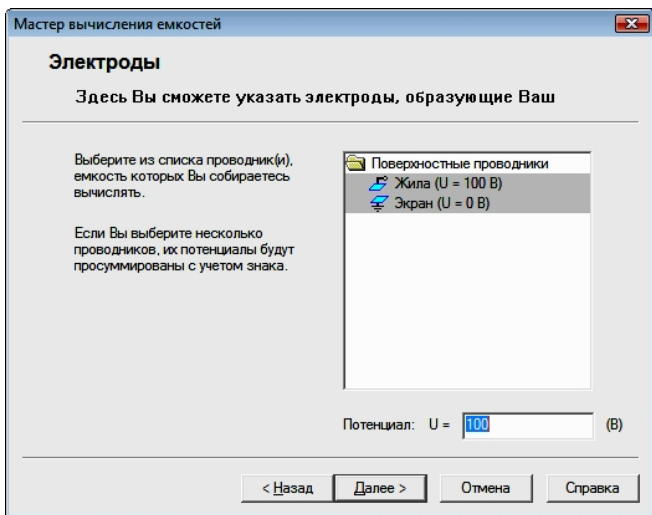 Мастер вычисления емкостей
Электроды
Здесь Вы сможете указать электроды, образующие Ваш
Выберите из списка проводник(и),
емкость которых Вы собираетесь
вычислять.
Если Вы выберите несколько
проводников, их потенциалы будут
просуммированы с учетом знака.
Поверхностные проводники
Жила (U = 100 В)
Экран (U = 0 В)
Потенциал: U = 100 (В)
< Назад Далее > Отмена Справка